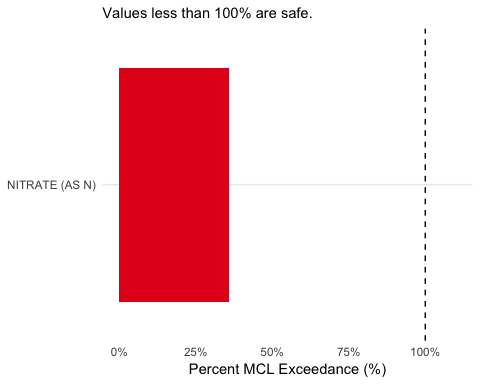 Values less than 100% are safe.
NITRATE (AS N)
0% 25% 50% 75% 100%
Percent MCL Exceedance (%)